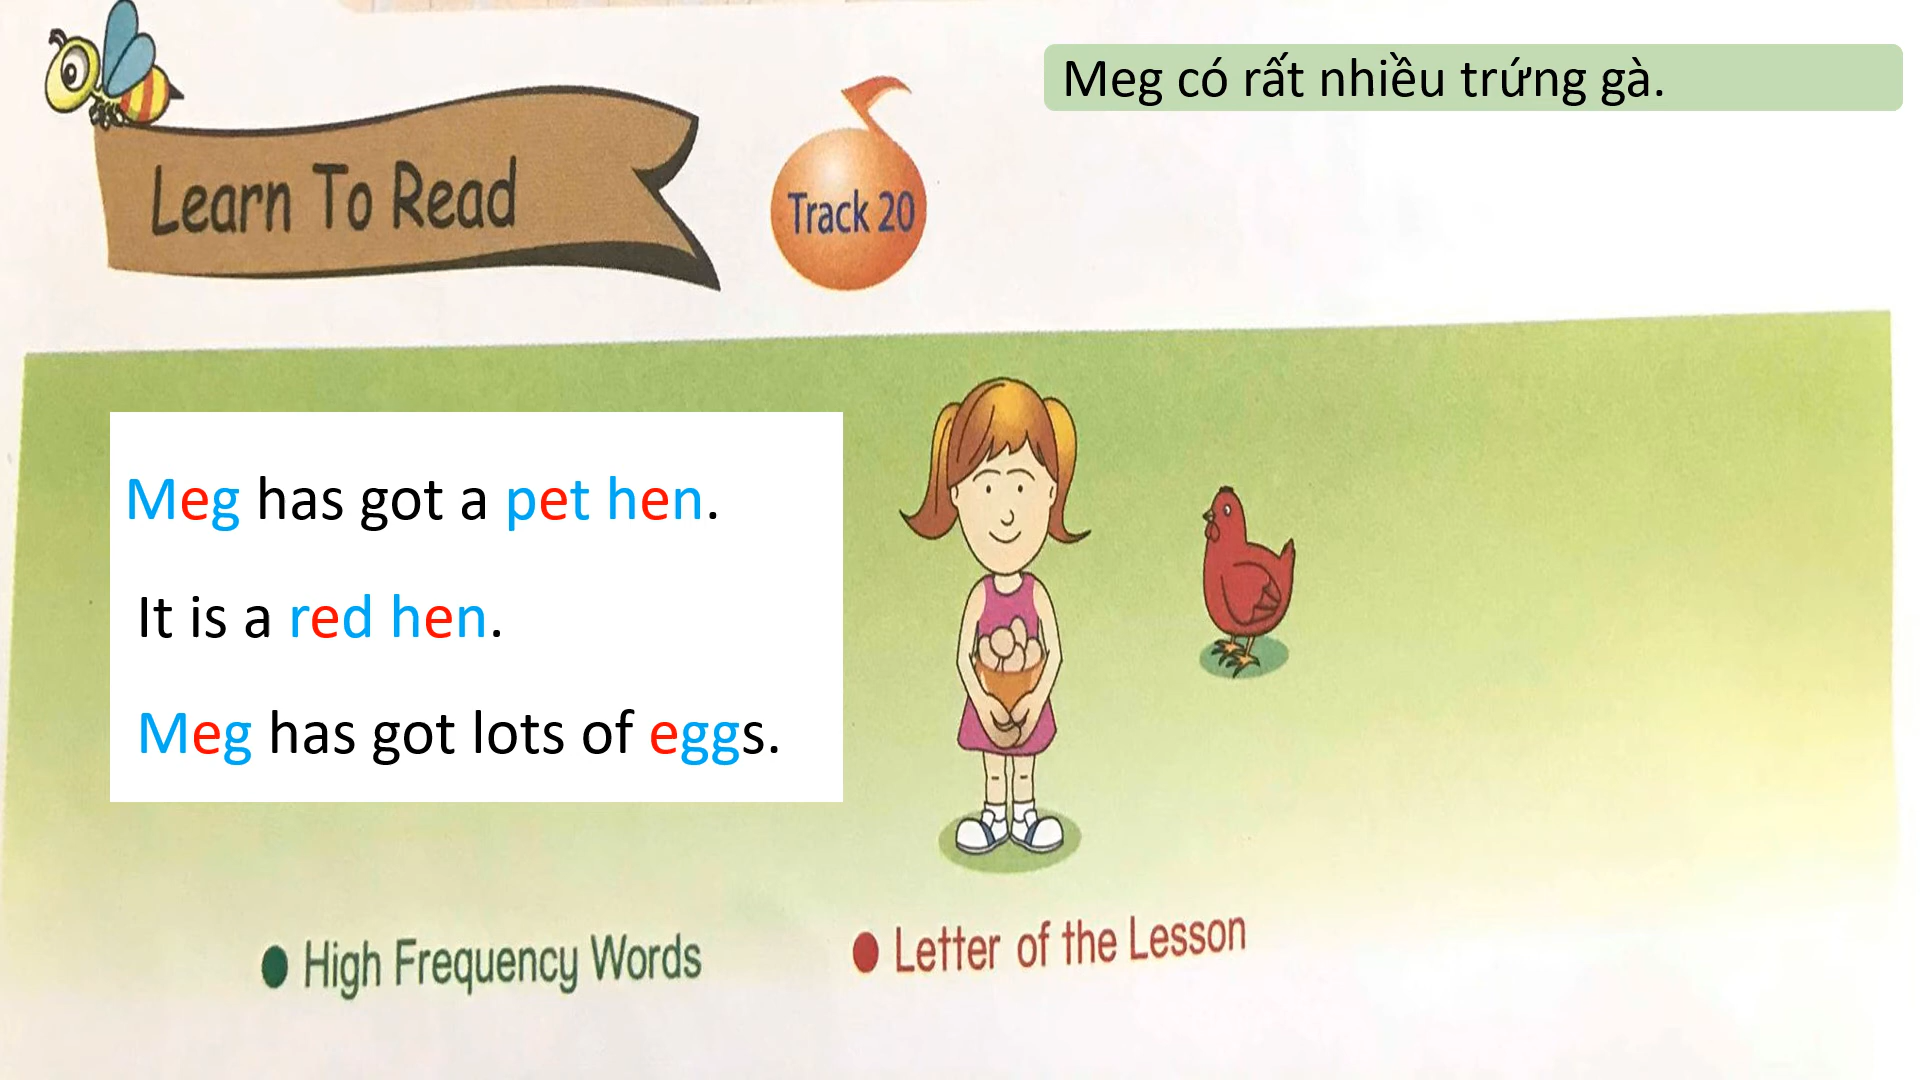 Meg có rất nhiều trứng gà.
Learn To Read
Track 20
Meg has got a pet hen.
It is a red hen.
Meg has got lots of eggs.
High Frequency Words
Letter of the Lesson